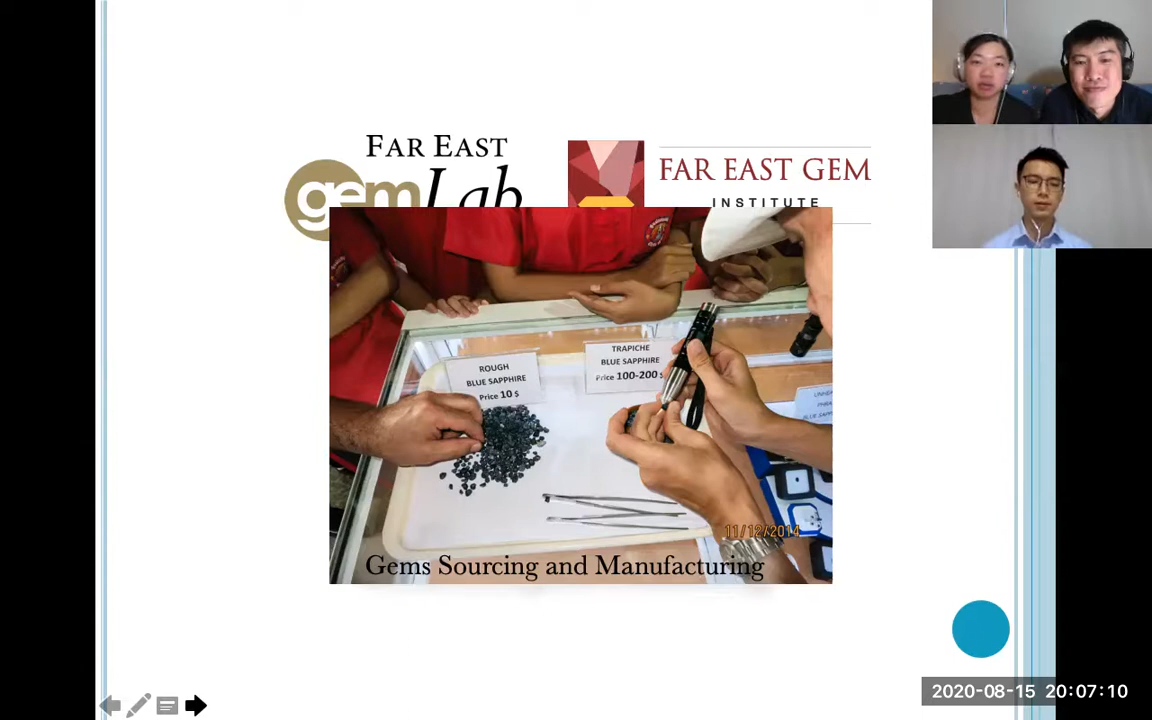 FAR EAST
gem Lab
FAR EAST GEM
INSTITUTE
ROUGH
BLUE SAPPHIRE
Price 10 $
TRAPICHE
BLUE SAPPHIRE
Price 100-200 $
11/12/2014
Gems Sourcing and Manufacturing
2020-08-15 20:07:10